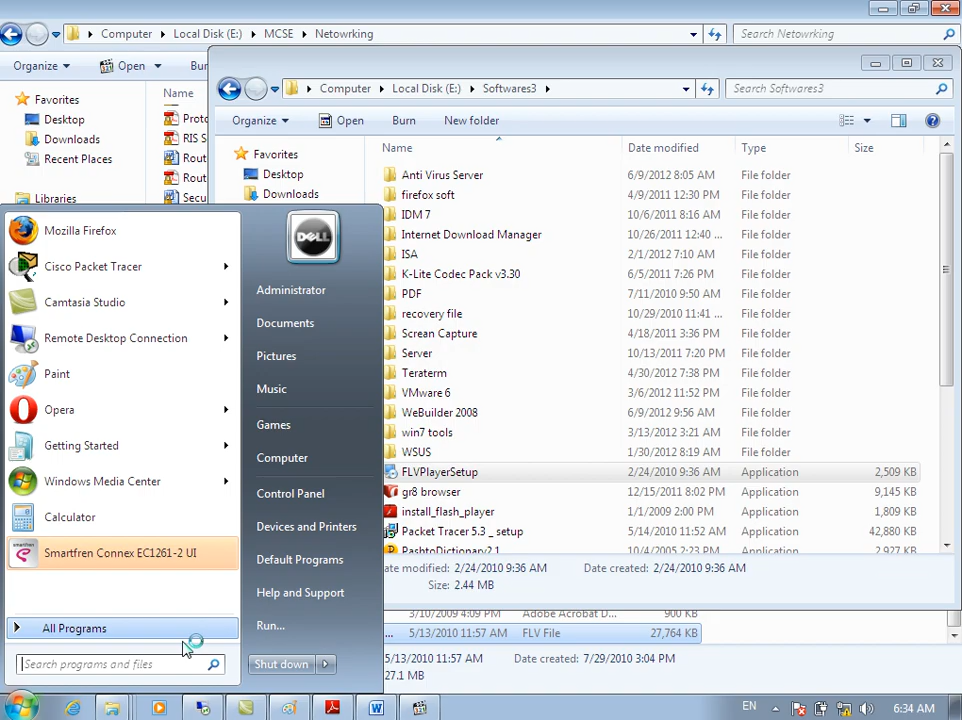 Computer Local Disk (E:) MCSE Netowrking
Search Netowrking
Organize Open Bur
Favorites
Desktop
Downloads
Recent Places
Libraries
Name
Proto
RIS S
Rout
Rout
Secu
Computer Local Disk (E:) Softwares3
Search Softwares3
Organize Open Burn New folder
Favorites
Desktop
Downloads
Name Date modified Type Size
Anti Virus Server 6/9/2012 8:05 AM File folder
firefox soft 4/9/2011 12:30 PM File folder
IDM 7 10/6/2011 8:16 AM File folder
Internet Download Manager 10/26/2011 12:40 ... File folder
ISA 2/1/2012 7:10 AM File folder
K-Lite Codec Pack v3.30 6/5/2011 7:26 PM File folder
PDF 7/11/2010 9:50 AM File folder
recovery file 10/29/2010 11:41 ... File folder
Screan Capture 4/18/2011 3:36 PM File folder
Server 10/13/2011 7:20 PM File folder
Teraterm 4/30/2012 7:38 PM File folder
VMware 6 3/6/2012 11:52 PM File folder
WeBuilder 2008 6/9/2012 9:56 AM File folder
win7 tools 3/13/2012 3:21 AM File folder
WSUS 1/30/2012 8:19 AM File folder
FLVPlayerSetup 2/24/2010 9:36 AM Application 2,509 KB
gr8 browser 12/15/2011 8:02 PM Application 9,145 KB
install_flash_player 1/1/2009 2:00 PM Application 1,809 KB
Packet Tracer 5.3 _ setup 5/14/2010 11:52 AM Application 42,880 KB
PashtoDictionary2.1 10/4/2005 2:23 PM Application 2,927 KB
ate modified: 2/24/2010 9:36 AM Date created: 2/24/2010 9:36 AM
Size: 2.44 MB
3/10/2009 4:09 PM Adobe Acrobat D... 900 KB
... 5/13/2010 11:57 AM FLV File 27,764 KB
5/13/2010 11:57 AM Date created: 7/29/2010 3:04 PM
27.1 MB
Mozilla Firefox
Cisco Packet Tracer
Camtasia Studio
Remote Desktop Connection
Paint
Opera
Getting Started
Windows Media Center
Calculator
Smartfren Connex EC1261-2 UI
All Programs
Search programs and files
DELL
Administrator
Documents
Pictures
Music
Games
Computer
Control Panel
Devices and Printers
Default Programs
Help and Support
Run...
Shut down
EN 6:34 AM